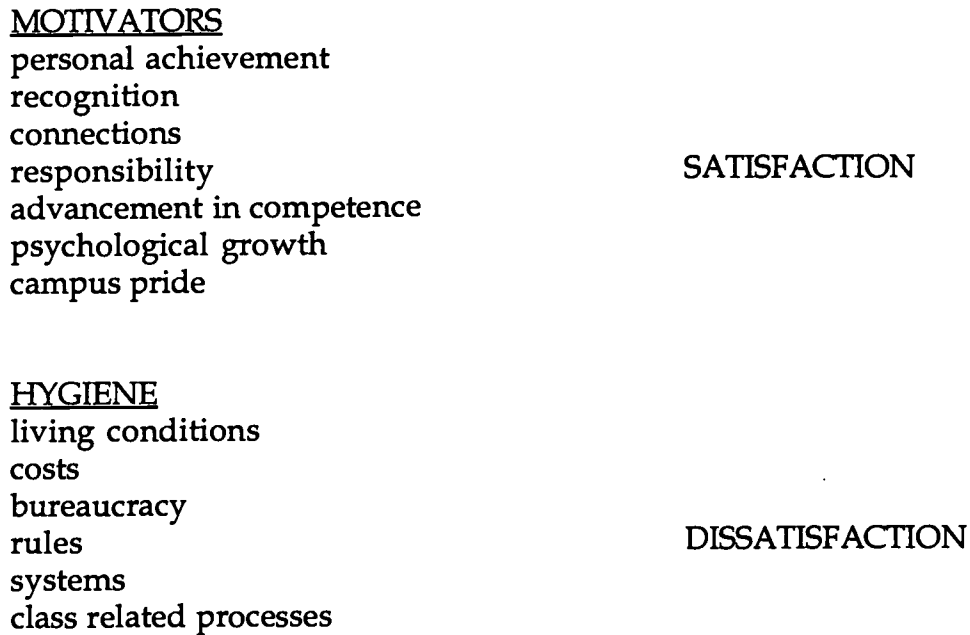 MOTIVATORS
personal achievement
recognition
connections
responsibility
SATISFACTION
advancement in competence
psychological growth
campus pride
HYGIENE
living conditions
costs
bureaucracy
rules
DISSATISFACTION
systems
class related processes